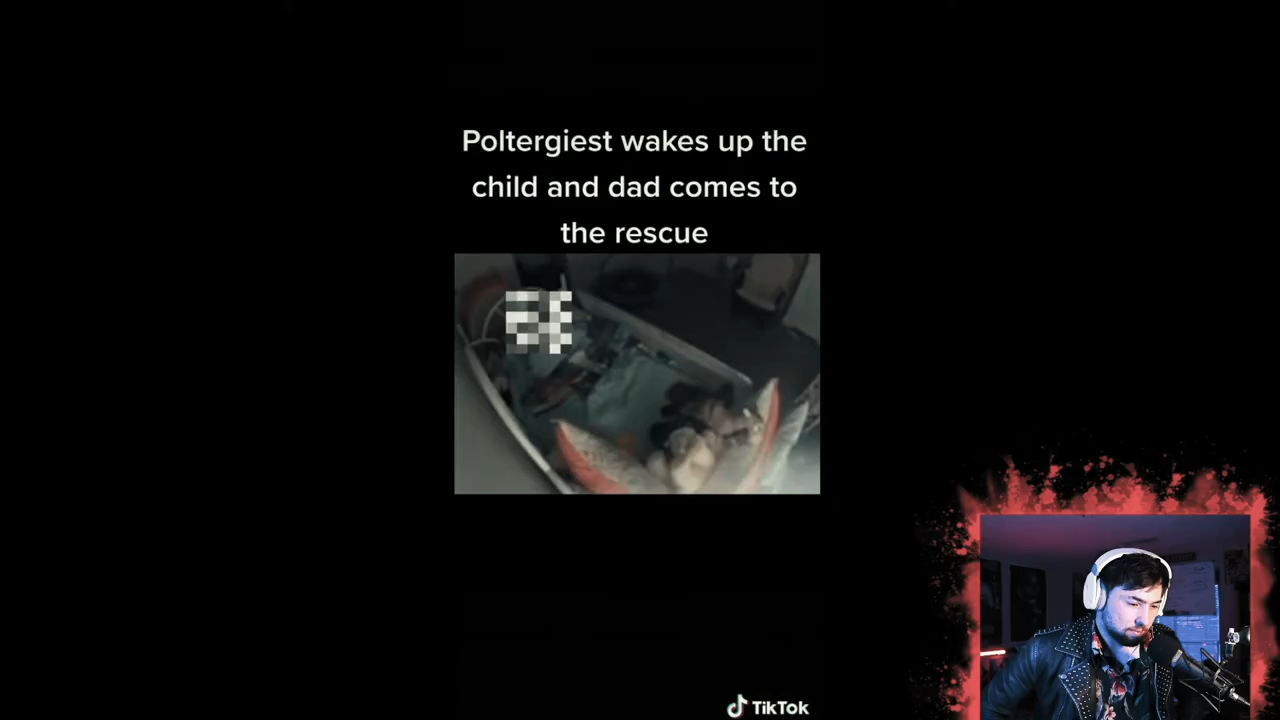 Poltergiest wakes up the
child and dad comes to
the rescue
TikTok